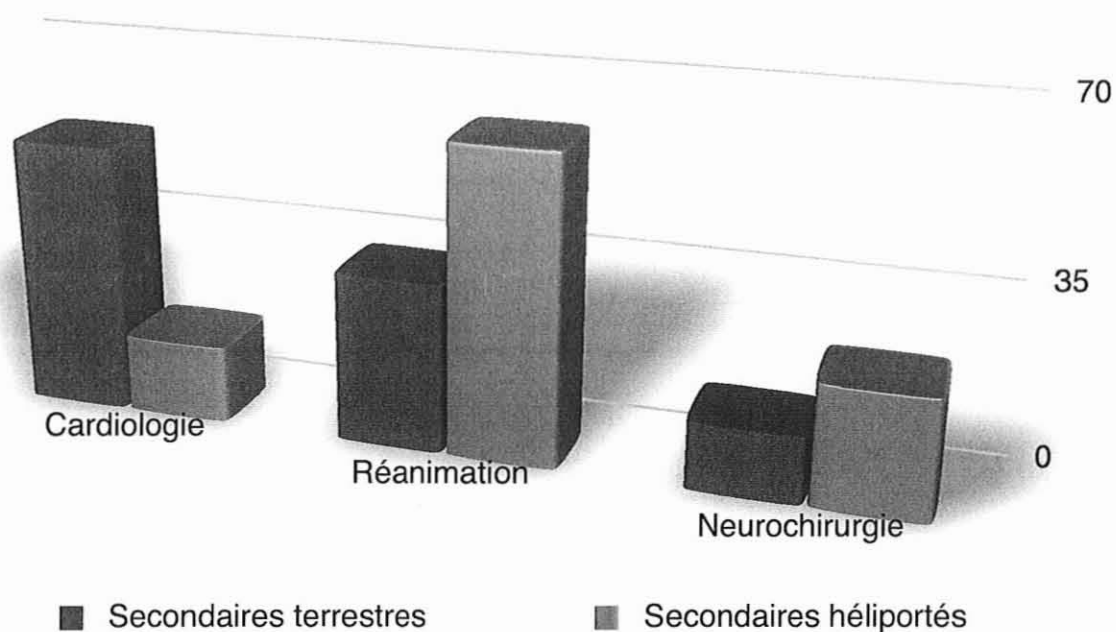 70
35
0
Cardiologie
Réanimation
Neurochirurgie
Secondaires terrestres
Secondaires héliportés